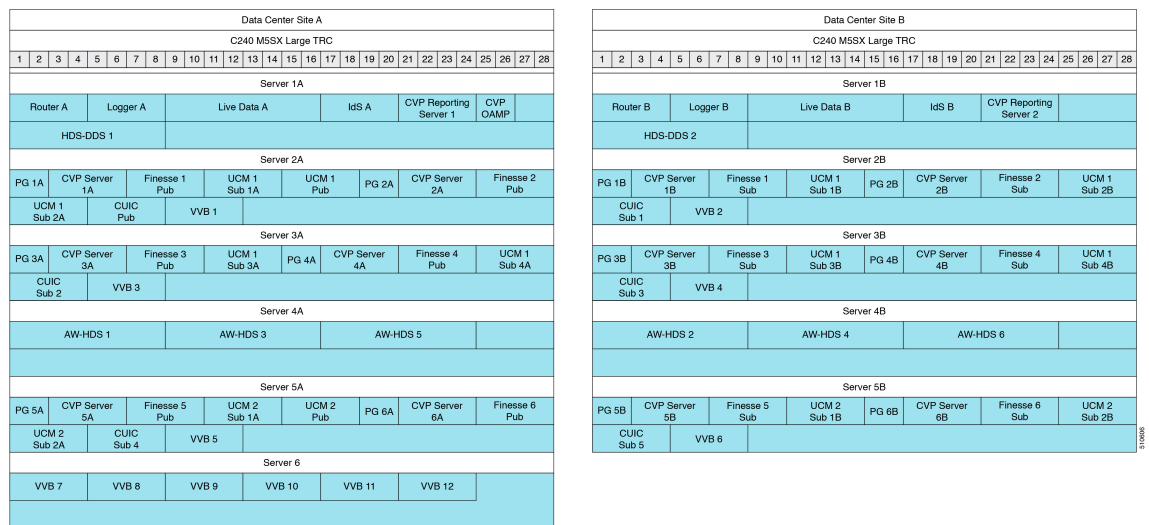 Data Center Site A
C240 M5SX Large TRC
1 2 3 4 5 6 7 8 9 10 11 12 13 14 15 16 17 18 19 20 21 22 23 24 25 26 27 28
Server 1A
Router A Logger A Live Data A IdS A CVP Reporting Server 1 CVP OAMP
HDS-DDS 1
Server 2A
PG 1A CVP Server 1A Finesse 1 Pub UCM 1 Sub 1A UCM 1 Pub PG 2A CVP Server 2A Finesse 2 Pub
UCM 1 Sub 2A CUIC Pub VVB 1
Server 3A
PG 3A CVP Server 3A Finesse 3 Pub UCM 1 Sub 3A PG 4A CVP Server 4A Finesse 4 Pub UCM 1 Sub 4A
CUIC Sub 2 VVB 3
Server 4A
AW-HDS 1 AW-HDS 3 AW-HDS 5
Server 5A
PG 5A CVP Server 5A Finesse 5 Pub UCM 2 Sub 1A UCM 2 Pub PG 6A CVP Server 6A Finesse 6 Pub
UCM 2 Sub 2A CUIC Sub 4 VVB 5
Server 6
VVB 7 VVB 8 VVB 9 VVB 10 VVB 11 VVB 12
Data Center Site B
C240 M5SX Large TRC
1 2 3 4 5 6 7 8 9 10 11 12 13 14 15 16 17 18 19 20 21 22 23 24 25 26 27 28
Server 1B
Router B Logger B Live Data B IdS B CVP Reporting Server 2
HDS-DDS 2
Server 2B
PG 1B CVP Server 1B Finesse 1 Sub UCM 1 Sub 1B PG 2B CVP Server 2B Finesse 2 Sub UCM 1 Sub 2B
CUIC Sub 1 VVB 2
Server 3B
PG 3B CVP Server 3B Finesse 3 Sub UCM 1 Sub 3B PG 4B CVP Server 4B Finesse 4 Sub UCM 1 Sub 4B
CUIC Sub 3 VVB 4
Server 4B
AW-HDS 2 AW-HDS 4 AW-HDS 6
Server 5B
PG 5B CVP Server 5B Finesse 5 Sub UCM 2 Sub 1B PG 6B CVP Server 6B Finesse 6 Sub UCM 2 Sub 2B
CUIC Sub 5 VVB 6
510606